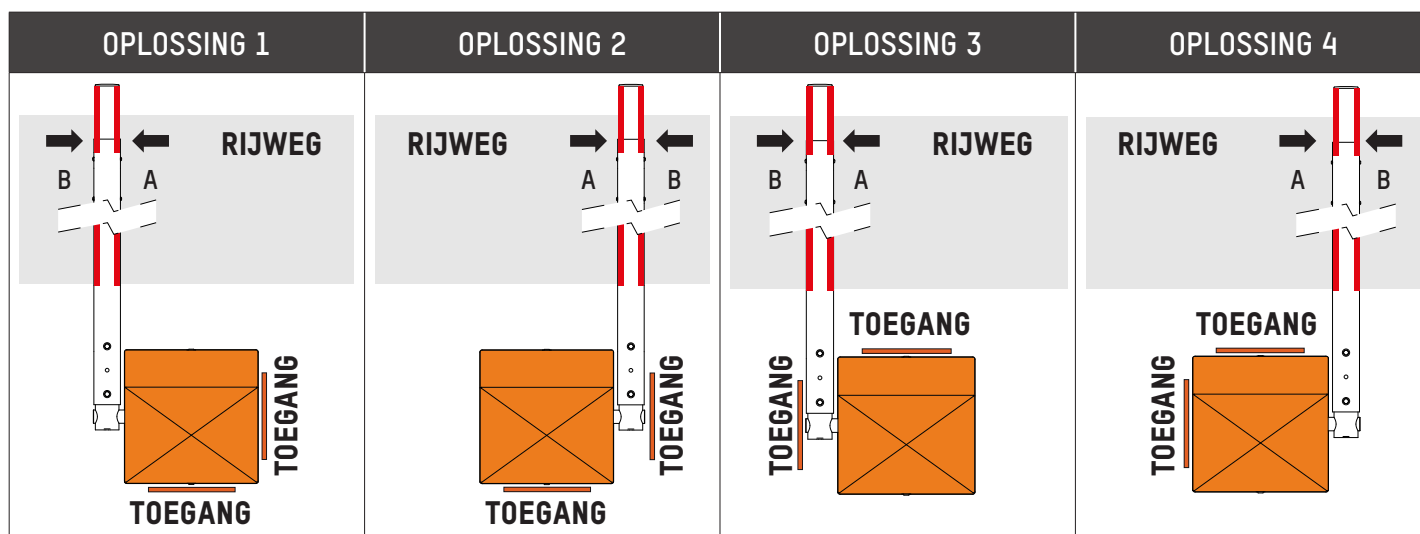 OPLOSSING 1
OPLOSSING 2
OPLOSSING 3
OPLOSSING 4
RIJWEG
B A
TOEGANG
TOEGANG
RIJWEG
A B
TOEGANG
TOEGANG
RIJWEG
B A
TOEGANG
TOEGANG
RIJWEG
A B
TOEGANG
TOEGANG